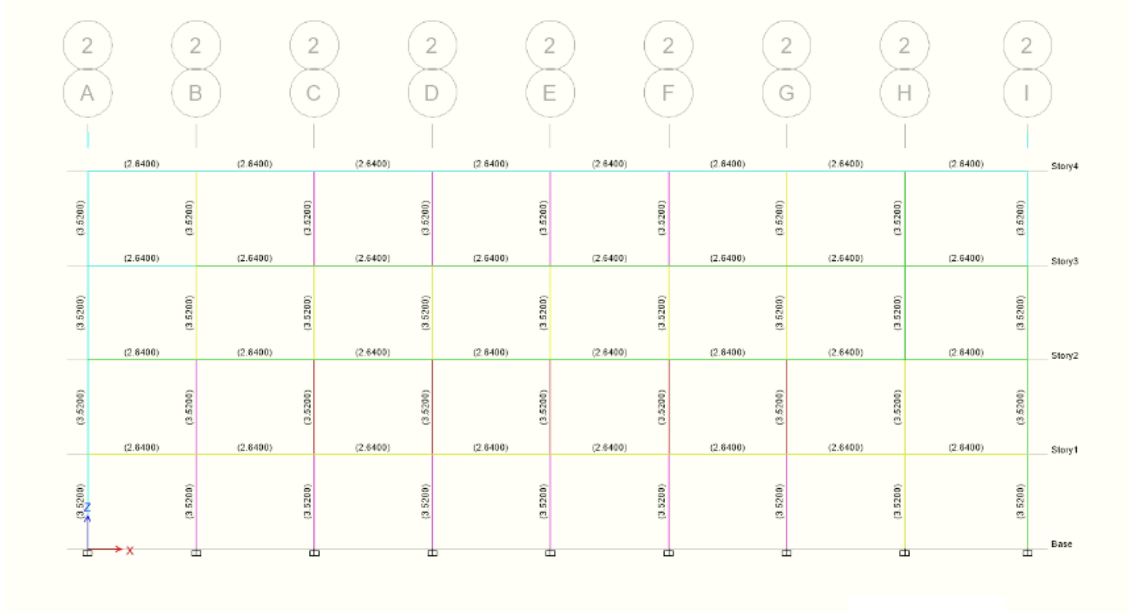 2 2 2 2 2 2 2 2 2
A B C D E F G H I
(2.6400) (2.6400) (2.6400) (2.6400) (2.6400) (2.6400) (2.6400) (2.6400) Story4
(3.5200) (3.5200) (3.5200) (3.5200) (3.5200) (3.5200) (3.5200) (3.5200) (3.5200)
(2.6400) (2.6400) (2.6400) (2.6400) (2.6400) (2.6400) (2.6400) (2.6400) Story3
(3.5200) (3.5200) (3.5200) (3.5200) (3.5200) (3.5200) (3.5200) (3.5200) (3.5200)
(2.6400) (2.6400) (2.6400) (2.6400) (2.6400) (2.6400) (2.6400) (2.6400) Story2
(3.5200) (3.5200) (3.5200) (3.5200) (3.5200) (3.5200) (3.5200) (3.5200) (3.5200)
(2.6400) (2.6400) (2.6400) (2.6400) (2.6400) (2.6400) (2.6400) (2.6400) Story1
(3.5200) (3.5200) (3.5200) (3.5200) (3.5200) (3.5200) (3.5200) (3.5200) (3.5200)
Z
X Base